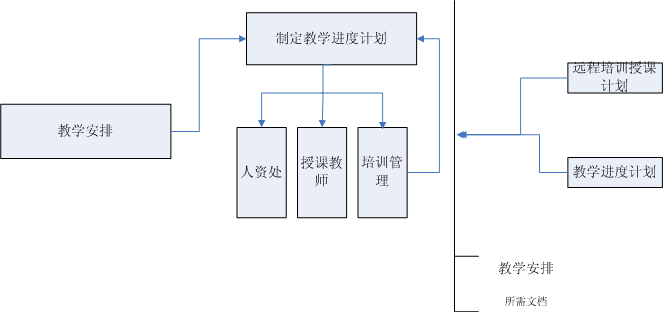 制定教学进度计划
远程培训授课
计划
教学安排
人资处
授课教
师
培训管
理
教学进度计划
教学安排
所需文档